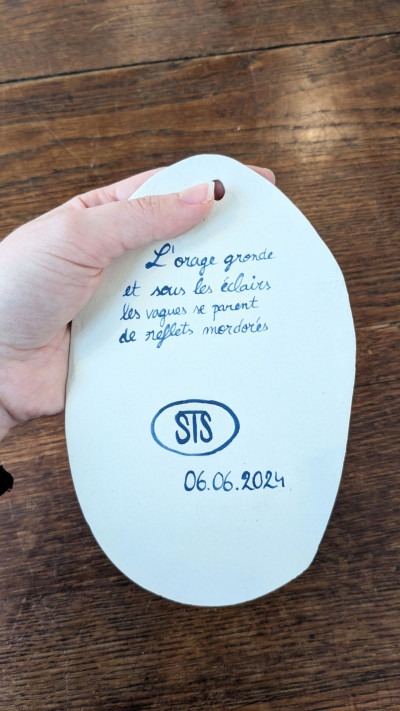 L'orage gronde
et sous les éclairs
les vagues se parent
de reflets mordorés
STS
06.06.2024